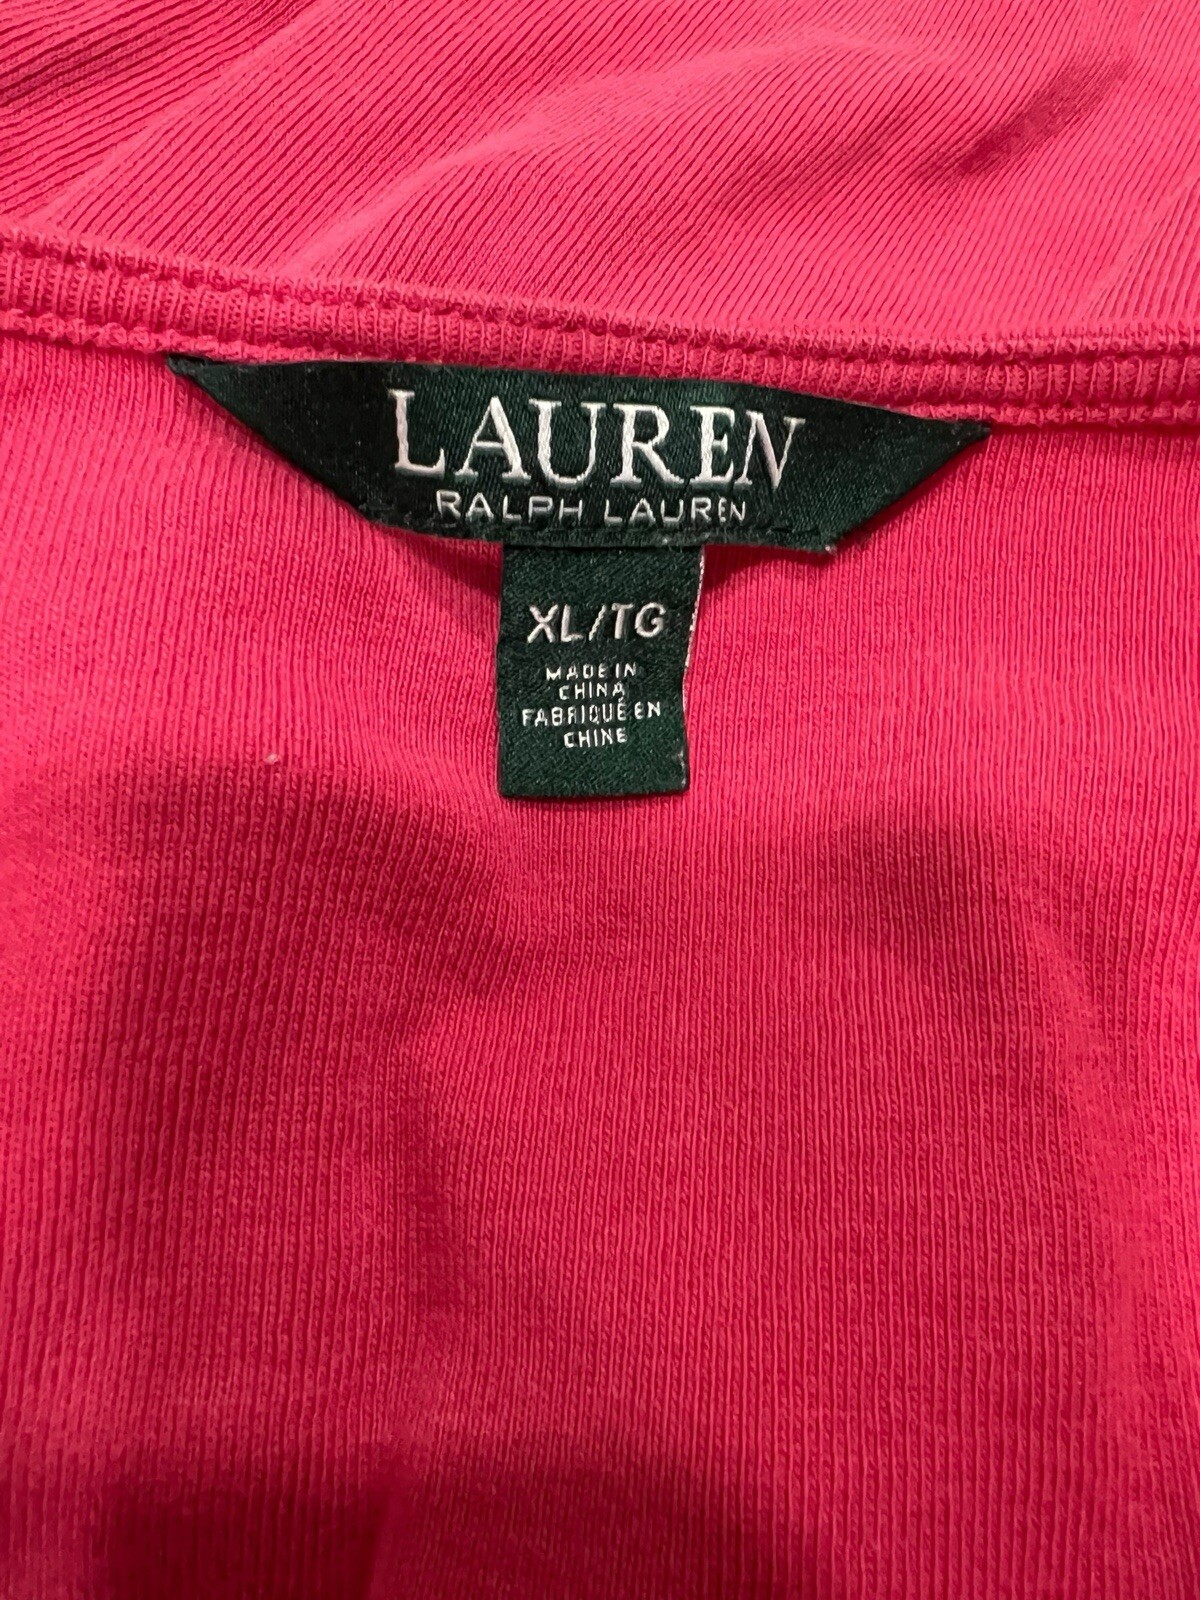 LAUREN
RALPH LAUREN
XL/TG
MADE IN
CHINA
FABRIQUÉ EN
CHINE